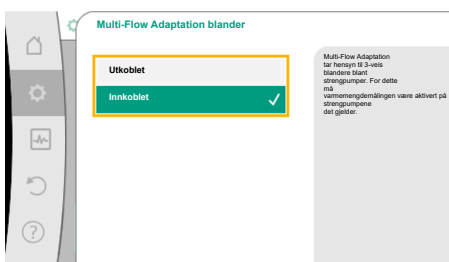 Multi-Flow Adaptation blander
Utkoblet
Innkoblet
Multi-Flow Adaptation
tar hensyn til 3-veis
blandere blant
strengpumper. For dette
må
varmemengdemålingen være aktivert på
strengpumpene
det gjelder.